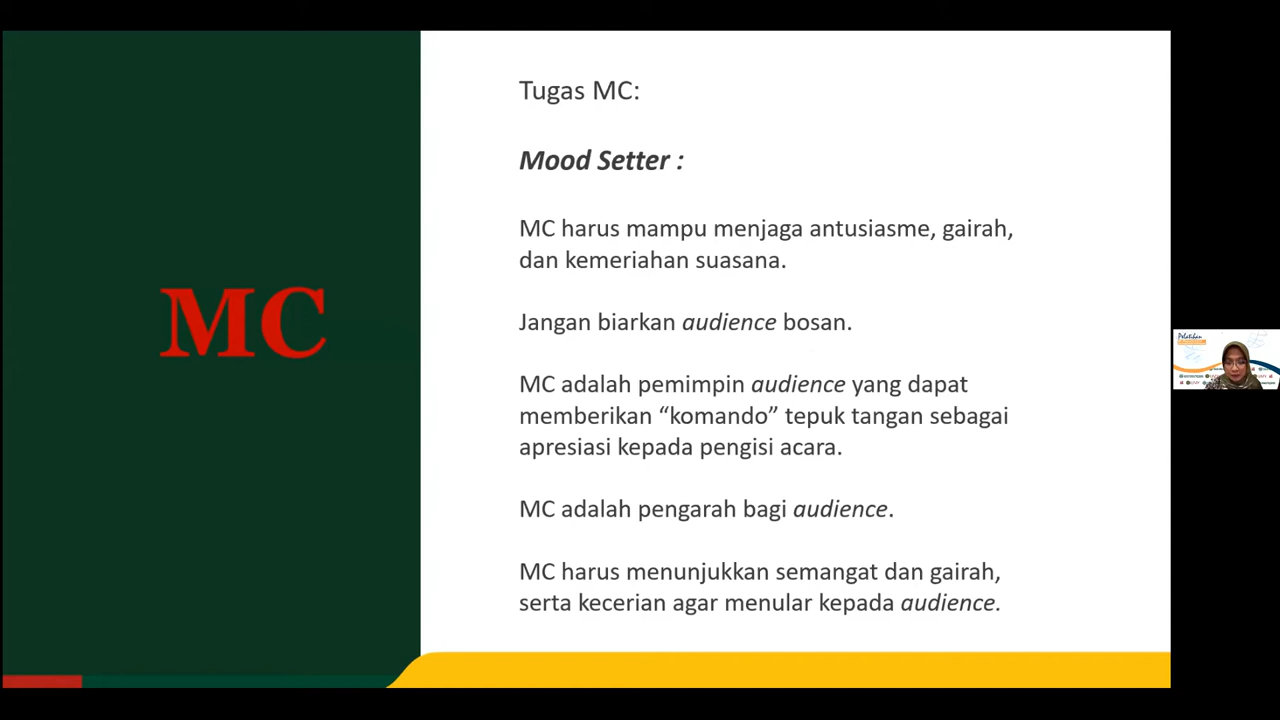 MC
Tugas MC:
Mood Setter :
MC harus mampu menjaga antusiasme, gairah,
dan kemeriahan suasana.
Jangan biarkan audience bosan.
MC adalah pemimpin audience yang dapat
memberikan “komando” tepuk tangan sebagai
apresiasi kepada pengisi acara.
MC adalah pengarah bagi audience.
MC harus menunjukkan semangat dan gairah,
serta kecerian agar menular kepada audience.
Pelatihan